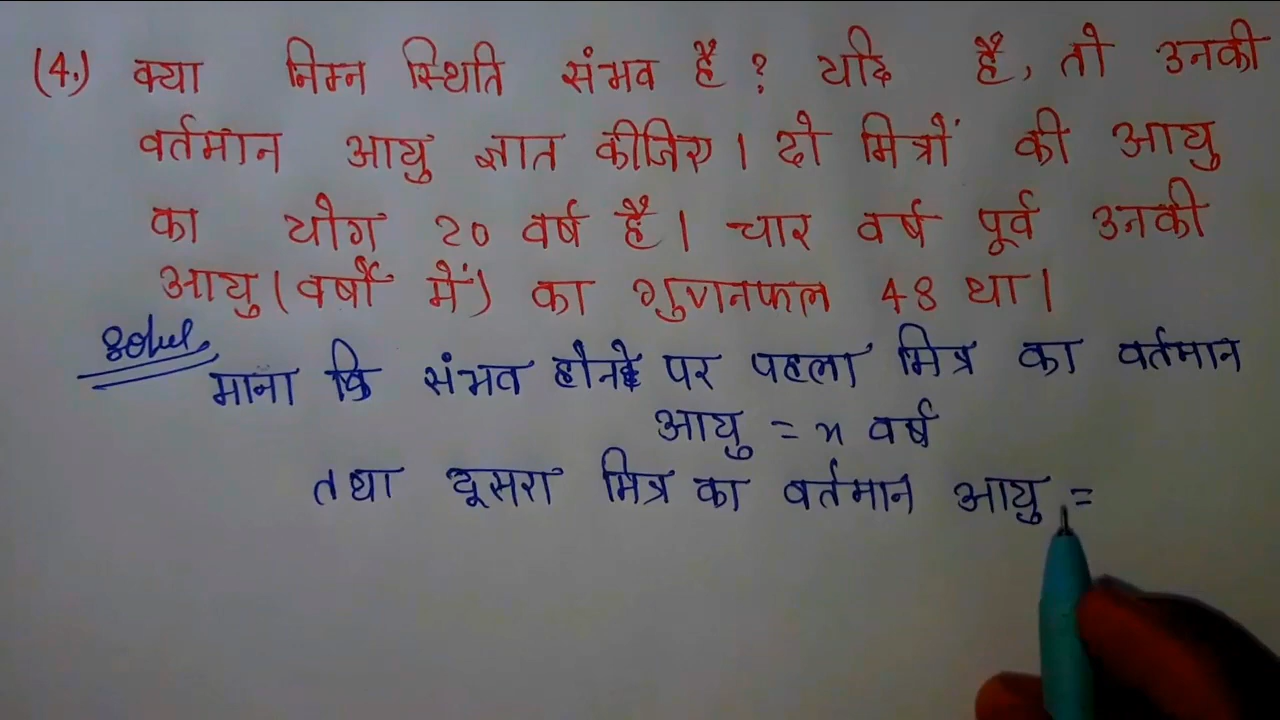 (4.) क्या निम्न स्थिति संभव है ? यदि है, तो उनकी
वर्तमान आयु ज्ञात कीजिए । दो मित्रों की आयु
का योग 20 वर्ष है । चार वर्ष पूर्व उनकी
आयु (वर्षों में) का गुणनफल 48 था ।
माना कि संभव होने पर पहला मित्र का वर्तमान
आयु = x वर्ष
तथा दूसरा मित्र का वर्तमान आयु =